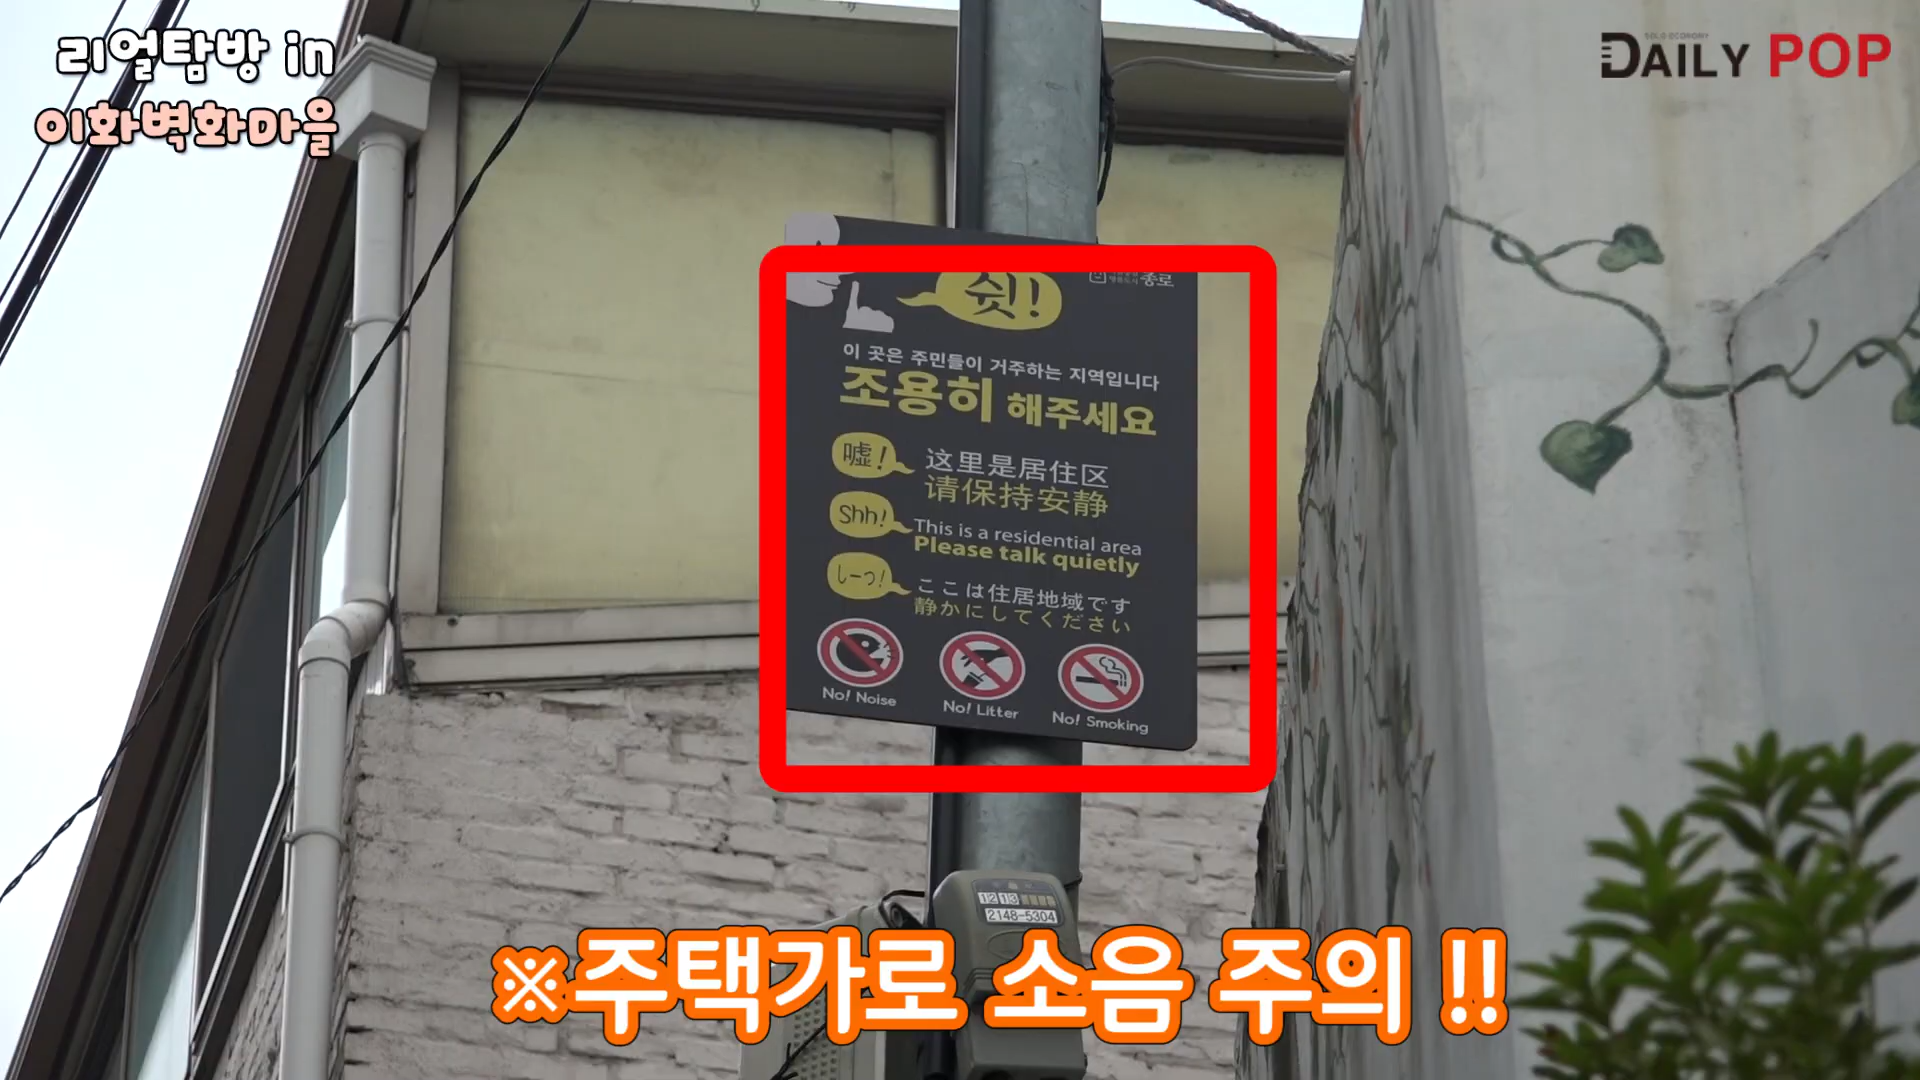 리얼탐방 in
이화벽화마을
SOLO ECONOMY
DAILY POP
쉿!
종로
이 곳은 주민들이 거주하는 지역입니다
조용히 해주세요
嘘!
这里是居住区
请保持安静
Shh!
This is a residential area
Please talk quietly
しーっ!
ここは住居地域です
静かにしてください
No! Noise
No! Litter
No! Smoking
1213
2148-5304
※주택가로 소음 주의 !!